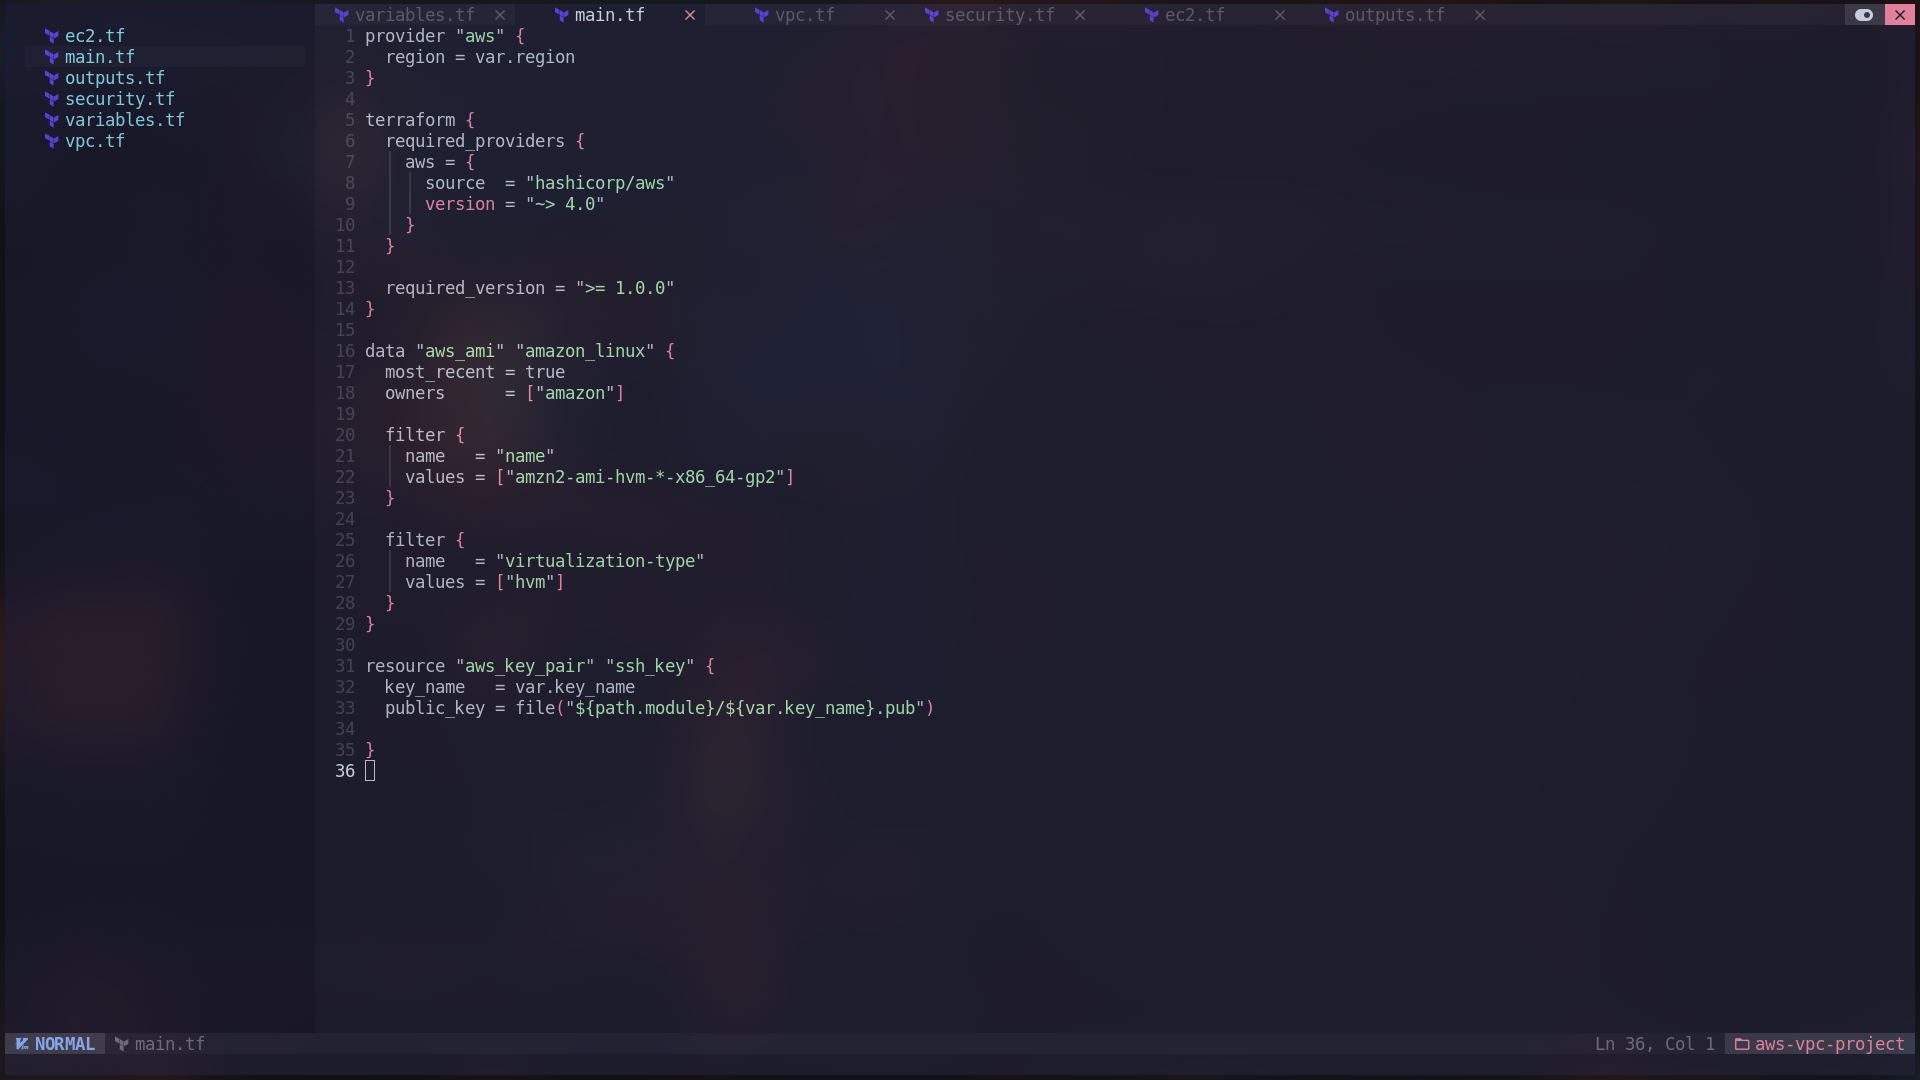 variables.tf × main.tf × vpc.tf × security.tf × ec2.tf × outputs.tf ×
ec2.tf
main.tf
outputs.tf
security.tf
variables.tf
vpc.tf
1 provider "aws" {
2   region = var.region
3 }
4
5 terraform {
6   required_providers {
7     aws = {
8       source  = "hashicorp/aws"
9       version = "~> 4.0"
10     }
11   }
12
13   required_version = ">= 1.0.0"
14 }
15
16 data "aws_ami" "amazon_linux" {
17   most_recent = true
18   owners      = ["amazon"]
19
20   filter {
21     name   = "name"
22     values = ["amzn2-ami-hvm-*-x86_64-gp2"]
23   }
24
25   filter {
26     name   = "virtualization-type"
27     values = ["hvm"]
28   }
29 }
30
31 resource "aws_key_pair" "ssh_key" {
32   key_name   = var.key_name
33   public_key = file("${path.module}/${var.key_name}.pub")
34
35 }
36
NORMAL main.tf Ln 36, Col 1 aws-vpc-project